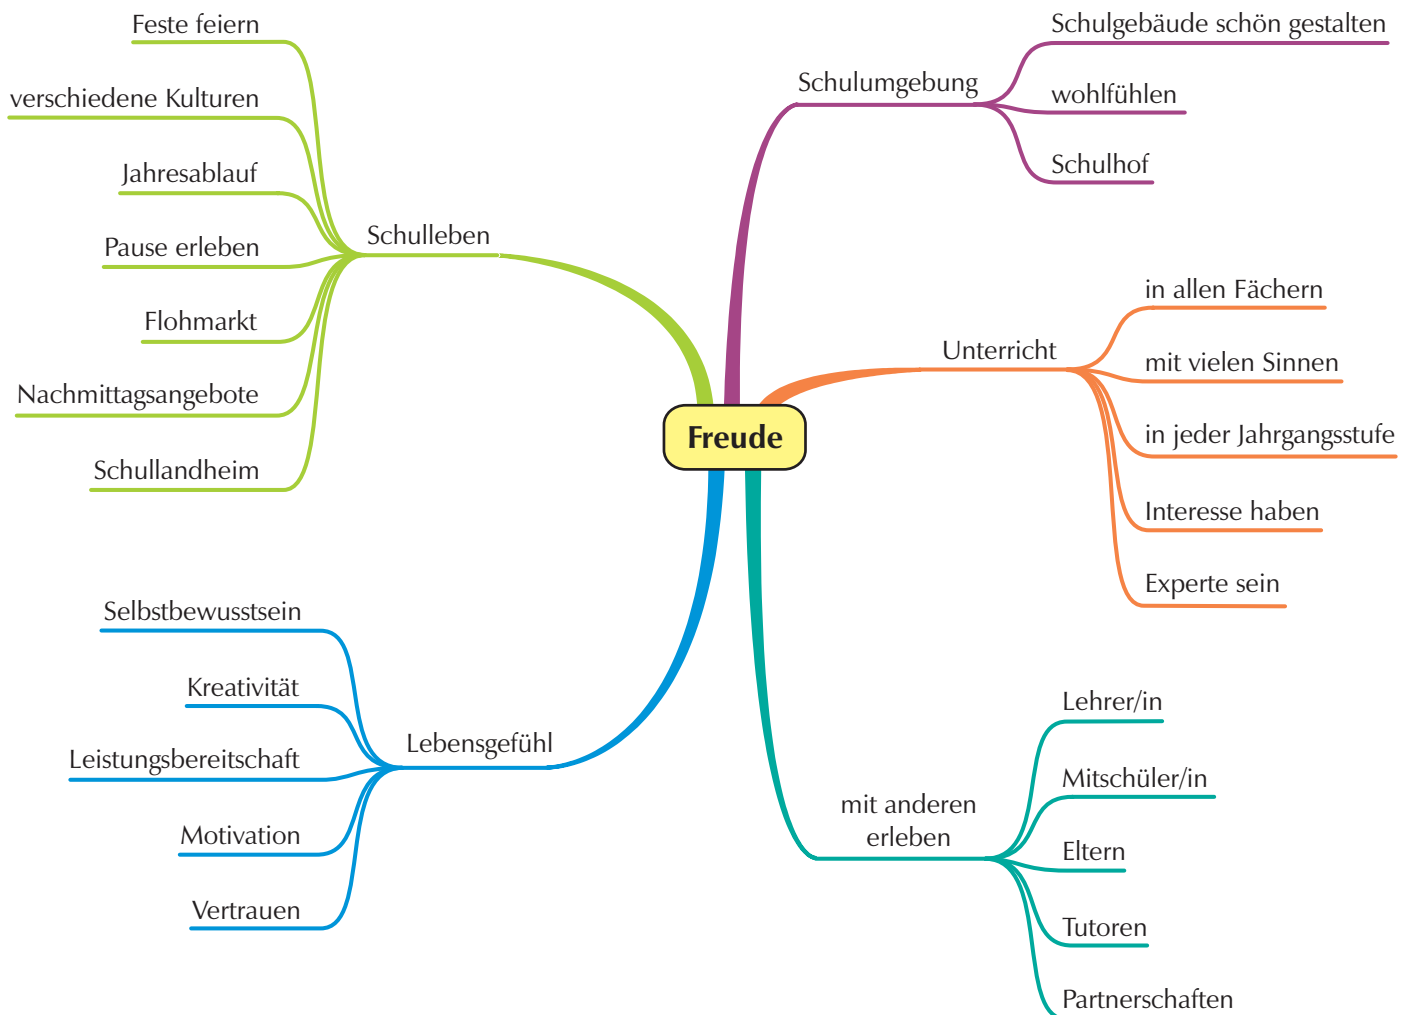 Freude
Schulleben
Feste feiern
verschiedene Kulturen
Jahresablauf
Pause erleben
Flohmarkt
Nachmittagsangebote
Schullandheim
Schulumgebung
Schulgebäude schön gestalten
wohlfühlen
Schulhof
Unterricht
in allen Fächern
mit vielen Sinnen
in jeder Jahrgangsstufe
Interesse haben
Experte sein
Lebensgefühl
Selbstbewusstsein
Kreativität
Leistungsbereitschaft
Motivation
Vertrauen
mit anderen
erleben
Lehrer/in
Mitschüler/in
Eltern
Tutoren
Partnerschaften